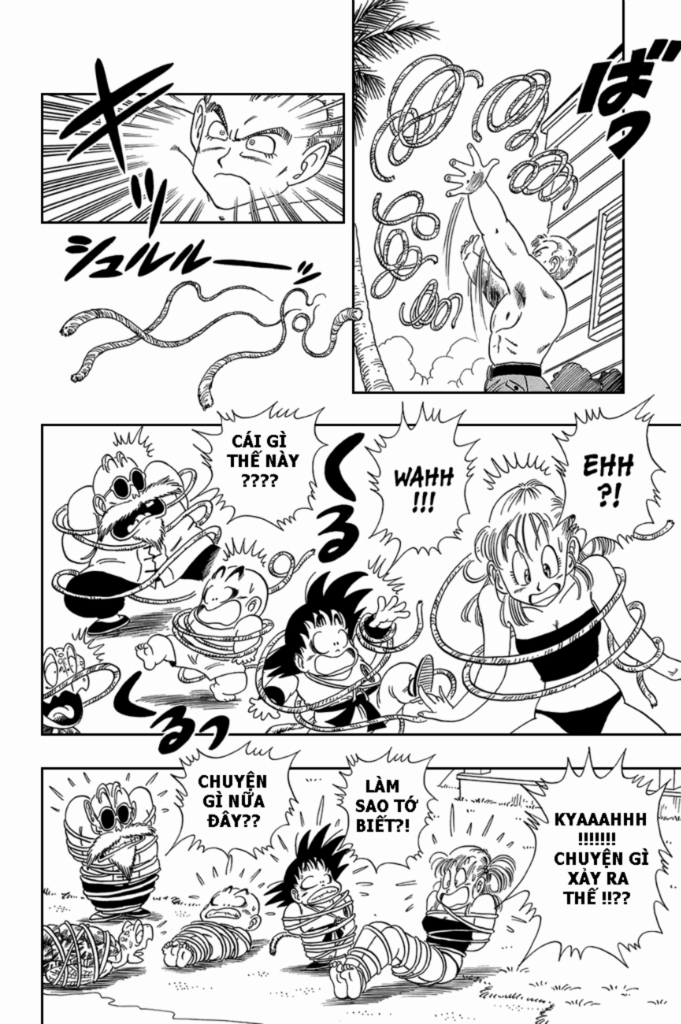 ばっ
キッ
シュルルーッ
EHH
?!
WAHH
!!!
くる
CÁI GÌ
THẾ NÀY
????
くるっ
KYAAAHHH
!!!!!!!
CHUYỆN GÌ
XẢY RA
THẾ !!??
LÀM
SAO TỚ
BIẾT?!
CHUYỆN
GÌ NỮA
ĐÂY??